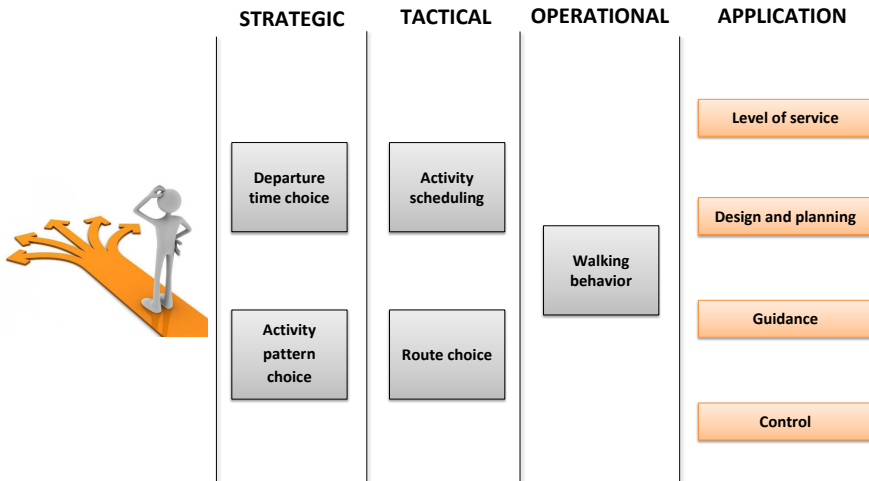 STRATEGIC
TACTICAL
OPERATIONAL
APPLICATION
Departure
time choice
Activity
pattern
choice
Activity
scheduling
Route choice
Walking
behavior
Level of service
Design and planning
Guidance
Control